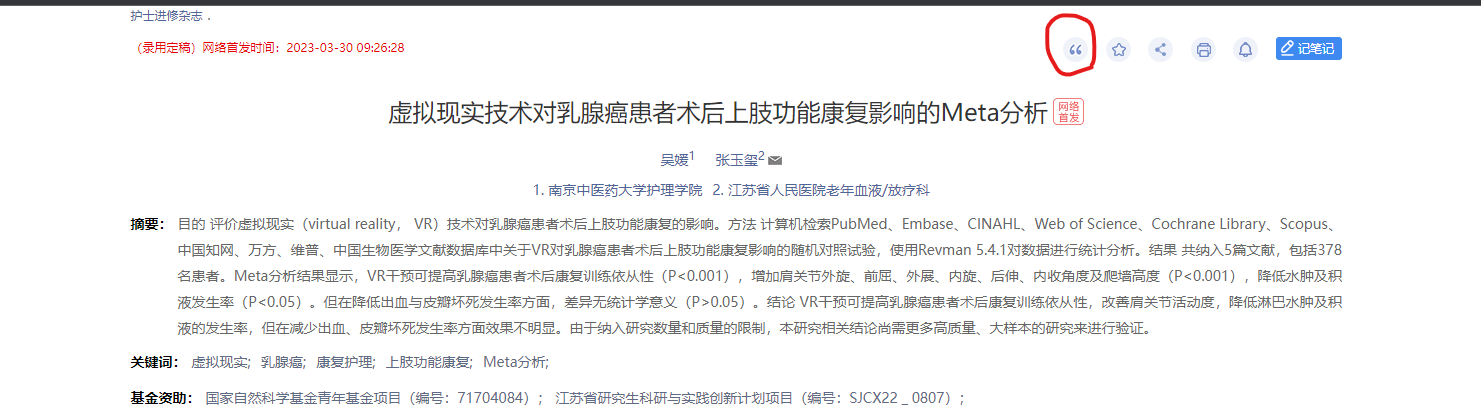 护士进修杂志 .
（录用定稿）网络首发时间：2023-03-30 09:26:28
记笔记
虚拟现实技术对乳腺癌患者术后上肢功能康复影响的Meta分析 网络首发
吴媛1 张玉玺2
1. 南京中医药大学护理学院 2. 江苏省人民医院老年血液/放疗科
摘要： 目的 评价虚拟现实（virtual reality， VR）技术对乳腺癌患者术后上肢功能康复的影响。方法 计算机检索PubMed、Embase、CINAHL、Web of Science、Cochrane Library、Scopus、
中国知网、万方、维普、中国生物医学文献数据库中关于VR对乳腺癌患者术后上肢功能康复影响的随机对照试验，使用Revman 5.4.1对数据进行统计分析。结果 共纳入5篇文献，包括378
名患者。Meta分析结果显示，VR干预可提高乳腺癌患者术后康复训练依从性（P<0.001），增加肩关节外旋、前屈、外展、内旋、后伸、内收角度及爬墙高度（P<0.001），降低水肿及积
液发生率（P<0.05）。但在降低出血与皮瓣坏死发生率方面，差异无统计学意义（P>0.05）。结论 VR干预可提高乳腺癌患者术后康复训练依从性，改善肩关节活动度，降低淋巴水肿及积
液的发生率，但在减少出血、皮瓣坏死发生率方面效果不明显。由于纳入研究数量和质量的限制，本研究相关结论尚需更多高质量、大样本的研究来进行验证。
关键词： 虚拟现实; 乳腺癌; 康复护理; 上肢功能康复; Meta分析;
基金资助： 国家自然科学基金青年基金项目（编号：71704084）； 江苏省研究生科研与实践创新计划项目（编号：SJCX22 _ 0807）;